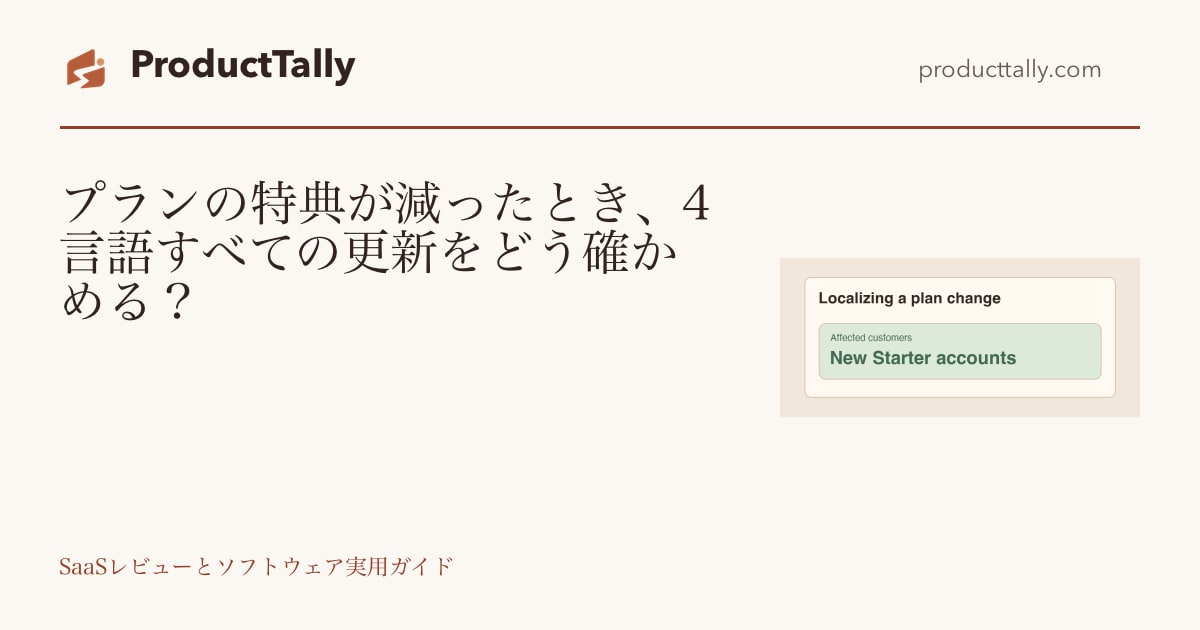 ProductTally
producttally.com
プランの特典が減ったとき、4
言語すべての更新をどう確か
める？
Localizing a plan change
Affected customers
New Starter accounts
SaaSレビューとソフトウェア実用ガイド